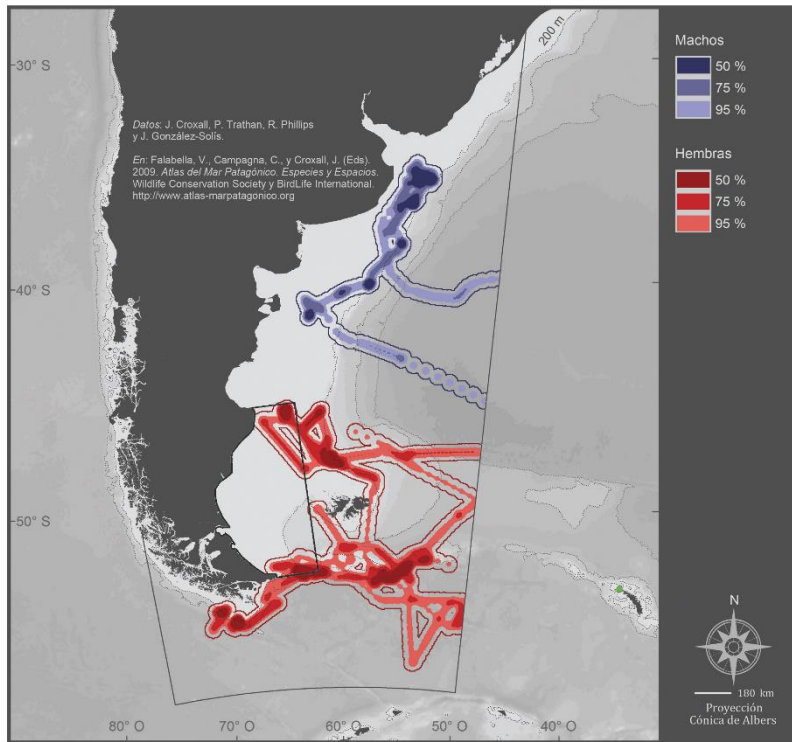 30° S
40° S
50° S
200 m
Datos: J. Croxall, P. Trathan, R. Phillips
y J. González-Solís.
En: Falabella, V., Campagna, C., y Croxall, J. (Eds).
2009. Atlas del Mar Patagónico. Especies y Espacios.
Wildlife Conservation Society y BirdLife International.
http://www.atlas-marpatagonico.org
80° O
70° O
60° O
50° O
40° O
Machos
50 %
75 %
95 %
Hembras
50 %
75 %
95 %
N
180 km
Proyección
Cónica de Albers